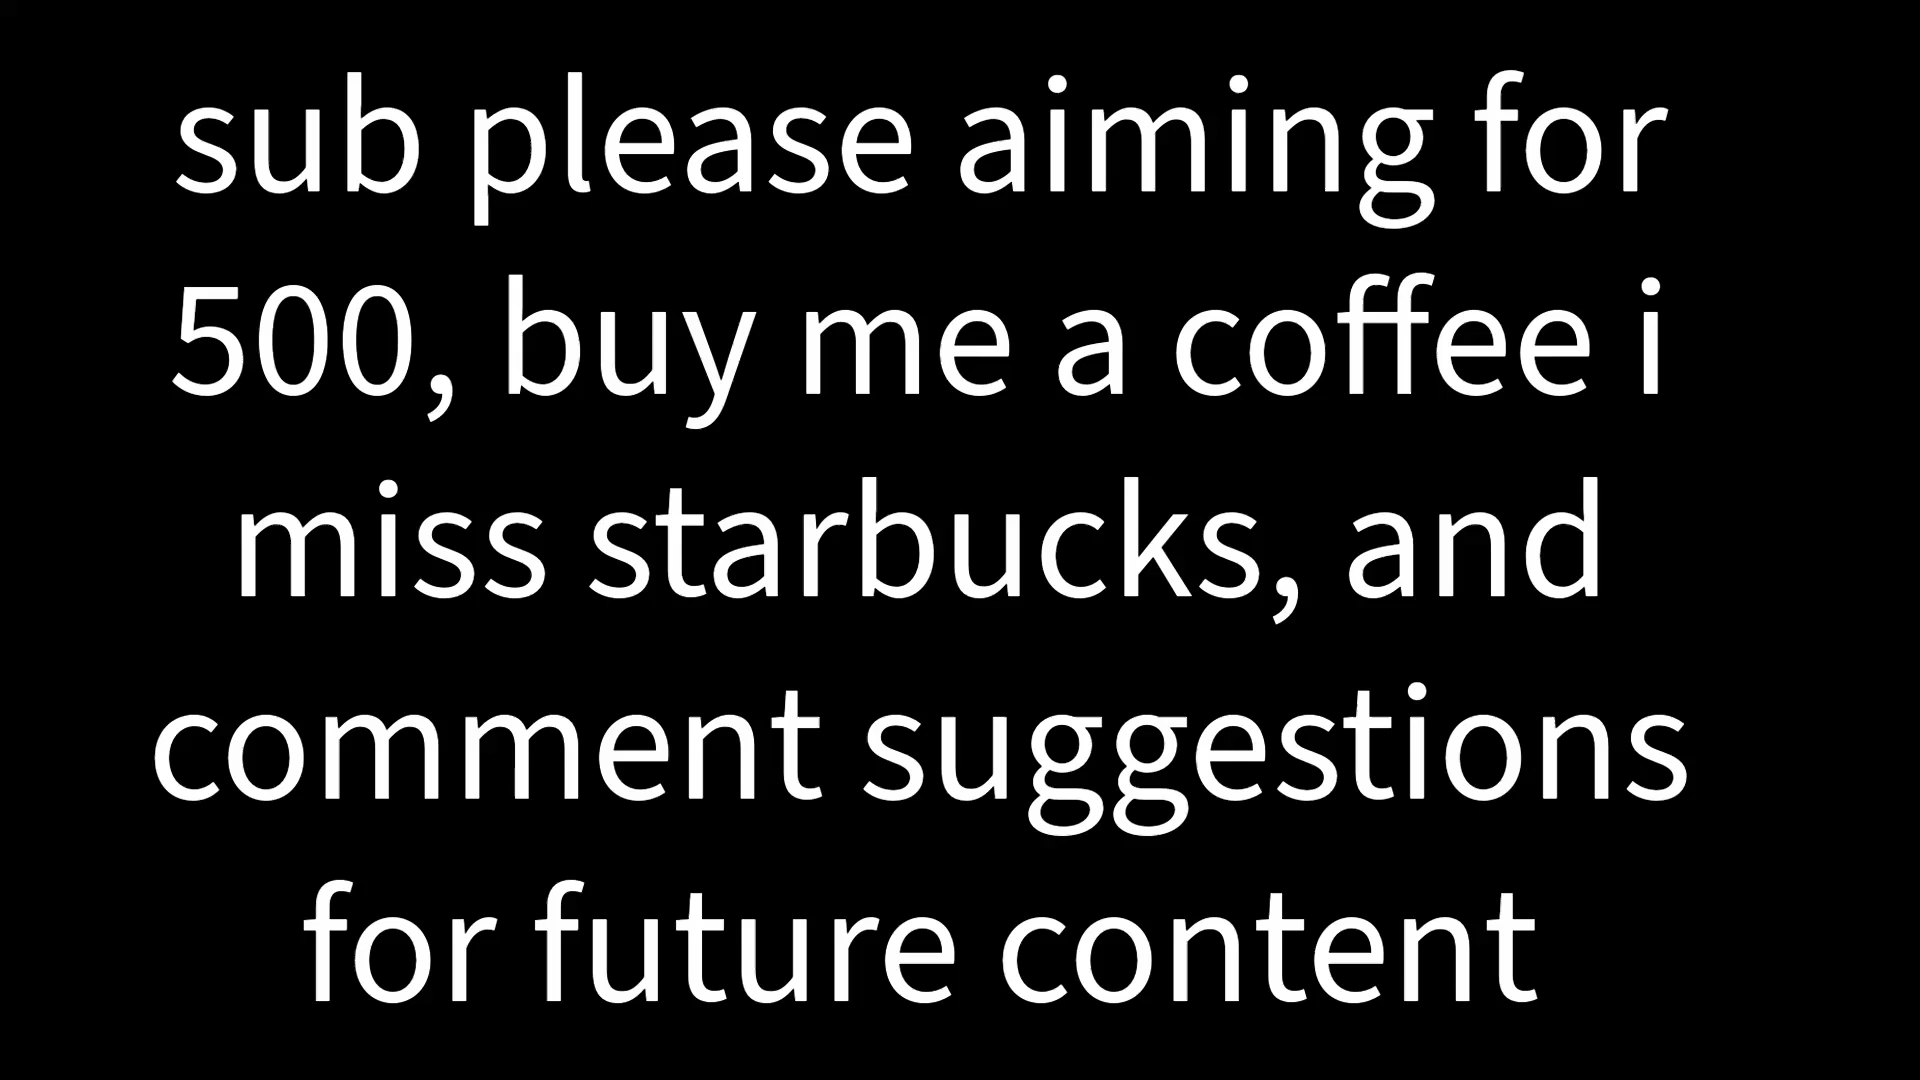 sub please aiming for
500, buy me a coffee i
miss starbucks, and
comment suggestions
for future content